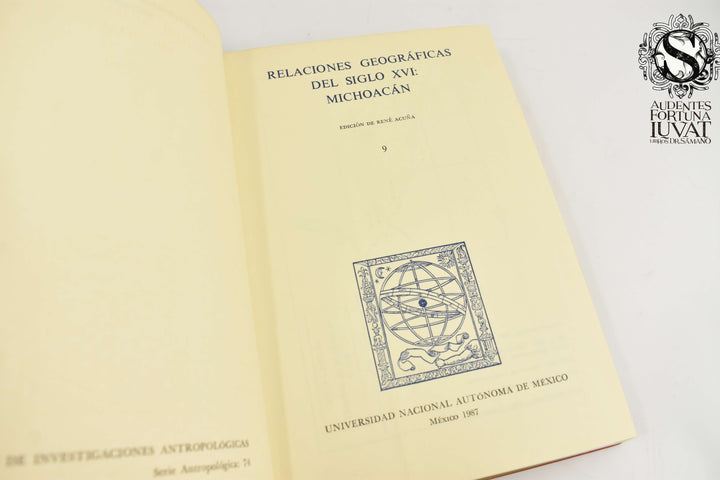 DE INVESTIGACIONES ANTROPOLÓGICAS
Serie Antropológica: 74
RELACIONES GEOGRÁFICAS
DEL SIGLO XVI:
MICHOACÁN
EDICIÓN DE RENÉ ACUÑA
9
UNIVERSIDAD NACIONAL AUTÓNOMA DE MÉXICO
MÉXICO 1987
S
AUDENTES
FORTUNA
IUVAT
LIBROS DR. SÁMANO